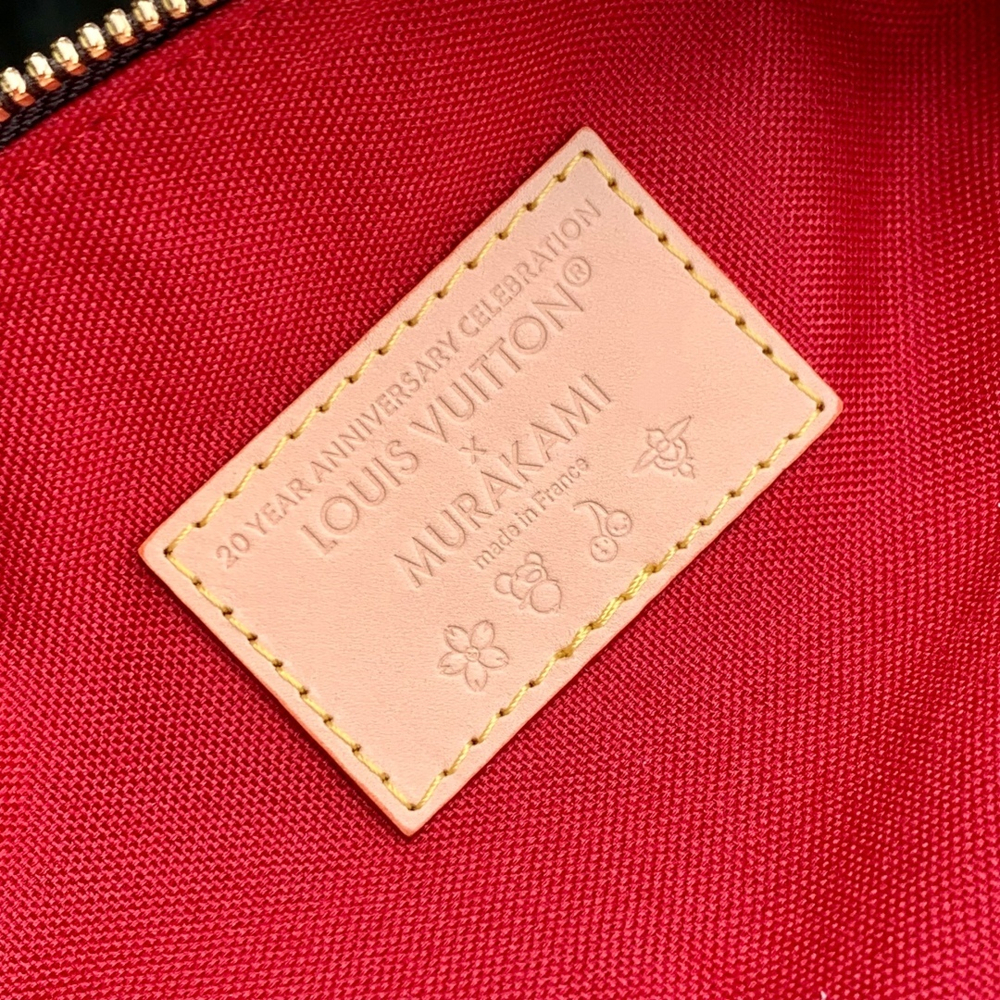 20 YEAR ANNIVERSARY CELEBRATION
LOUIS VUITTON®
x
MURAKAMI
made in France